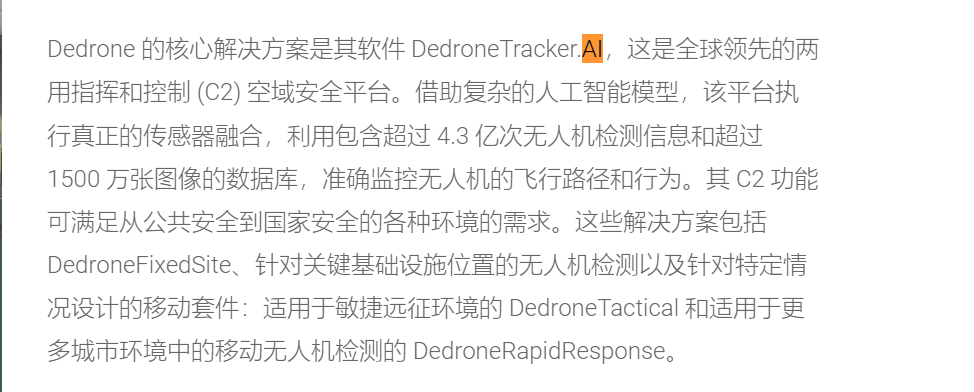 Dedrone 的核心解决方案是其软件 DedroneTracker.AI，这是全球领先的两
用指挥和控制 (C2) 空域安全平台。借助复杂的人工智能模型，该平台执
行真正的传感器融合，利用包含超过 4.3 亿次无人机检测信息和超过
1500 万张图像的数据库，准确监控无人机的飞行路径和行为。其 C2 功能
可满足从公共安全到国家安全的各种环境的需求。这些解决方案包括
DedroneFixedSite、针对关键基础设施位置的无人机检测以及针对特定情
况设计的移动套件：适用于敏捷远征环境的 DedroneTactical 和适用于更
多城市环境中的移动无人机检测的 DedroneRapidResponse。